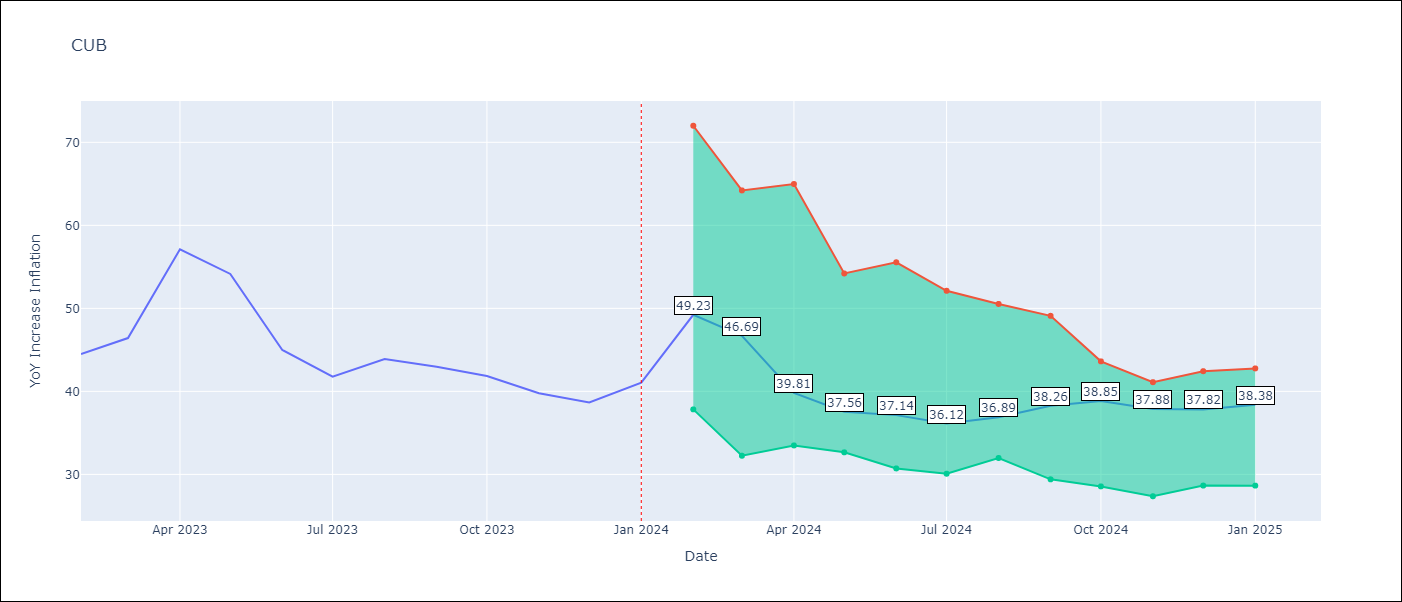 CUB
YoY Increase Inflation
70
60
50
40
30
49.23
46.69
39.81
37.56
37.14
36.12
36.89
38.26
38.85
37.88
37.82
38.38
Apr 2023
Jul 2023
Oct 2023
Jan 2024
Apr 2024
Jul 2024
Oct 2024
Jan 2025
Date